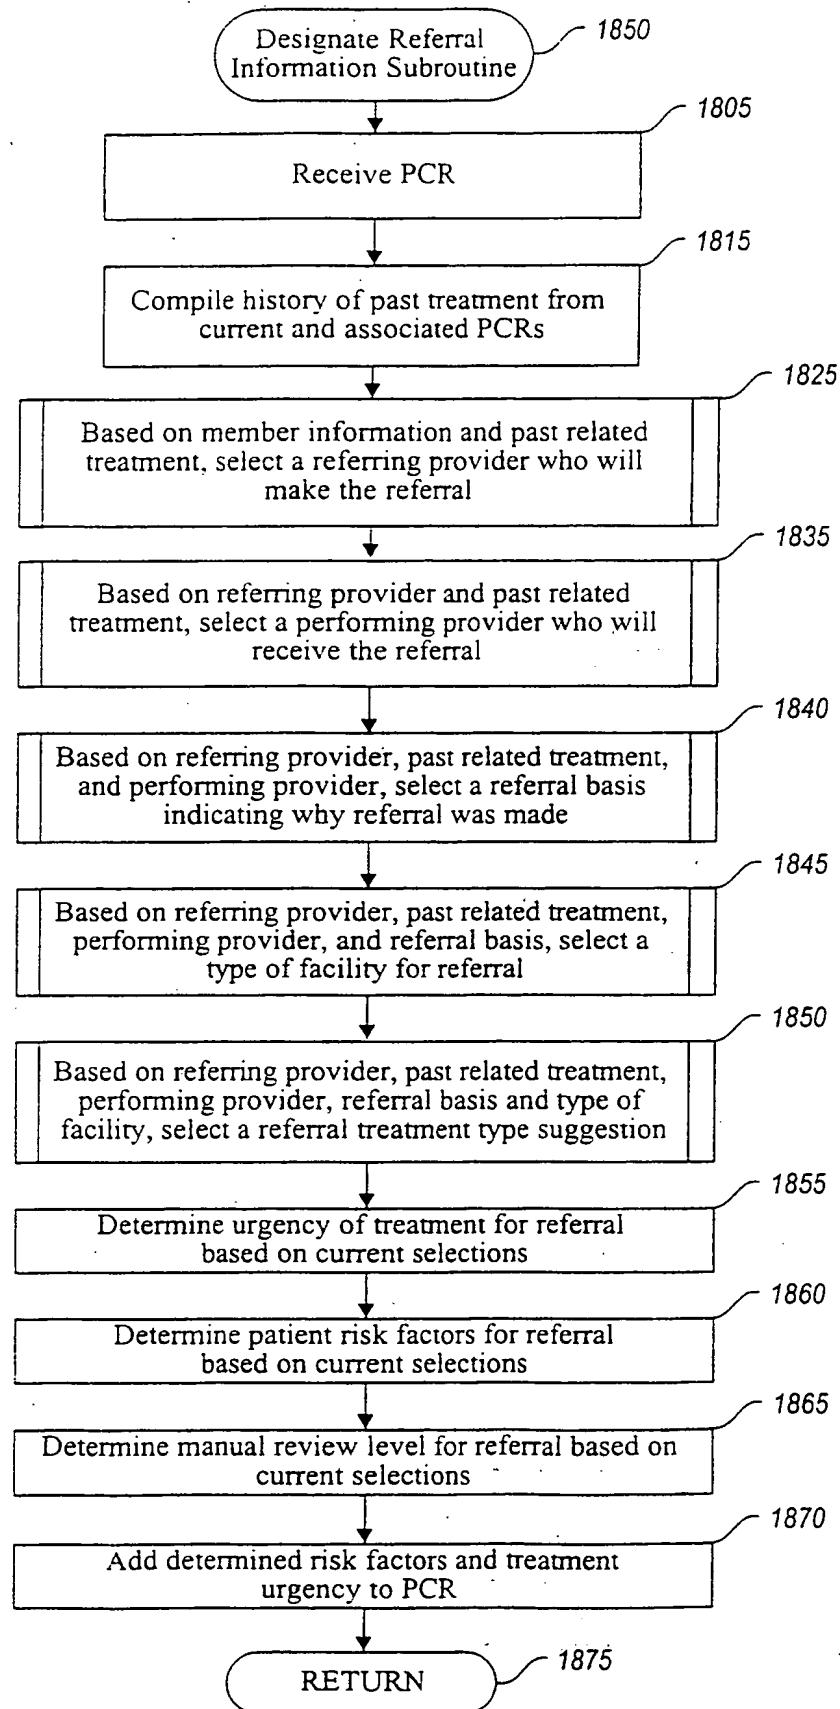 Designate Referral
Information Subroutine
1850
1805
Receive PCR
1815
Compile history of past treatment from
current and associated PCRs
1825
Based on member information and past related
treatment, select a referring provider who will
make the referral
1835
Based on referring provider and past related
treatment, select a performing provider who will
receive the referral
1840
Based on referring provider, past related treatment,
and performing provider, select a referral basis
indicating why referral was made
1845
Based on referring provider, past related treatment,
performing provider, and referral basis, select a
type of facility for referral
1850
Based on referring provider, past related treatment,
performing provider, referral basis and type of
facility, select a referral treatment type suggestion
1855
Determine urgency of treatment for referral
based on current selections
1860
Determine patient risk factors for referral
based on current selections
1865
Determine manual review level for referral based on
current selections
1870
Add determined risk factors and treatment
urgency to PCR
1875
RETURN